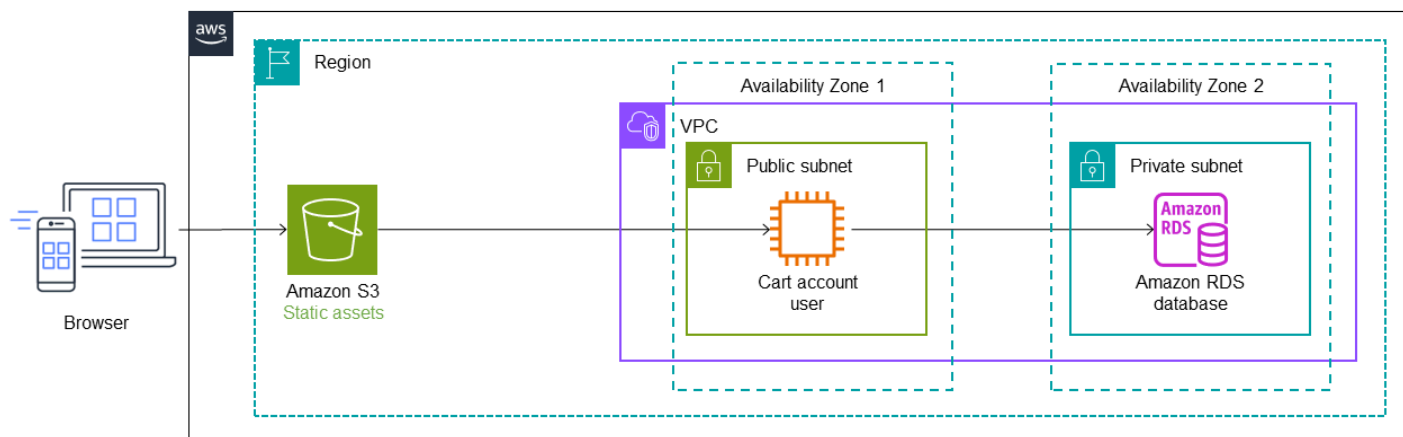 aws
Region
Availability Zone 1
Availability Zone 2
VPC
Public subnet
Private subnet
Amazon
RDS
Amazon S3
Static assets
Cart account
user
Amazon RDS
database
Browser